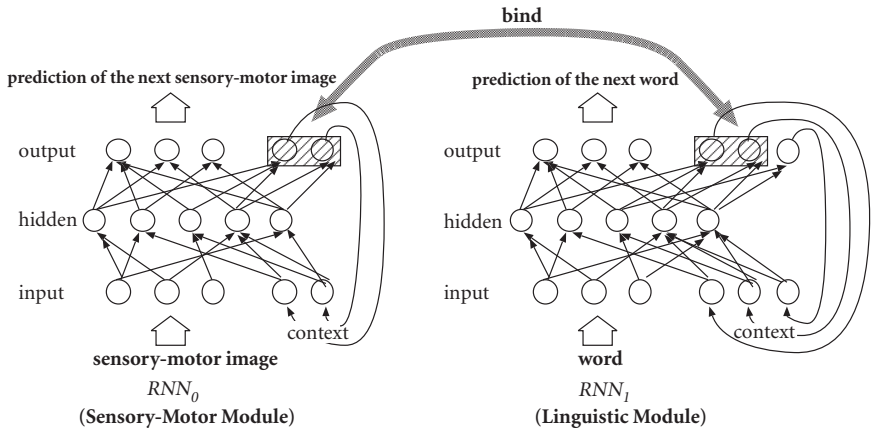 bind
prediction of the next sensory-motor image
prediction of the next word
output
output
hidden
hidden
input
input
context
context
sensory-motor image
word
RNN0
RNN1
(Sensory-Motor Module)
(Linguistic Module)